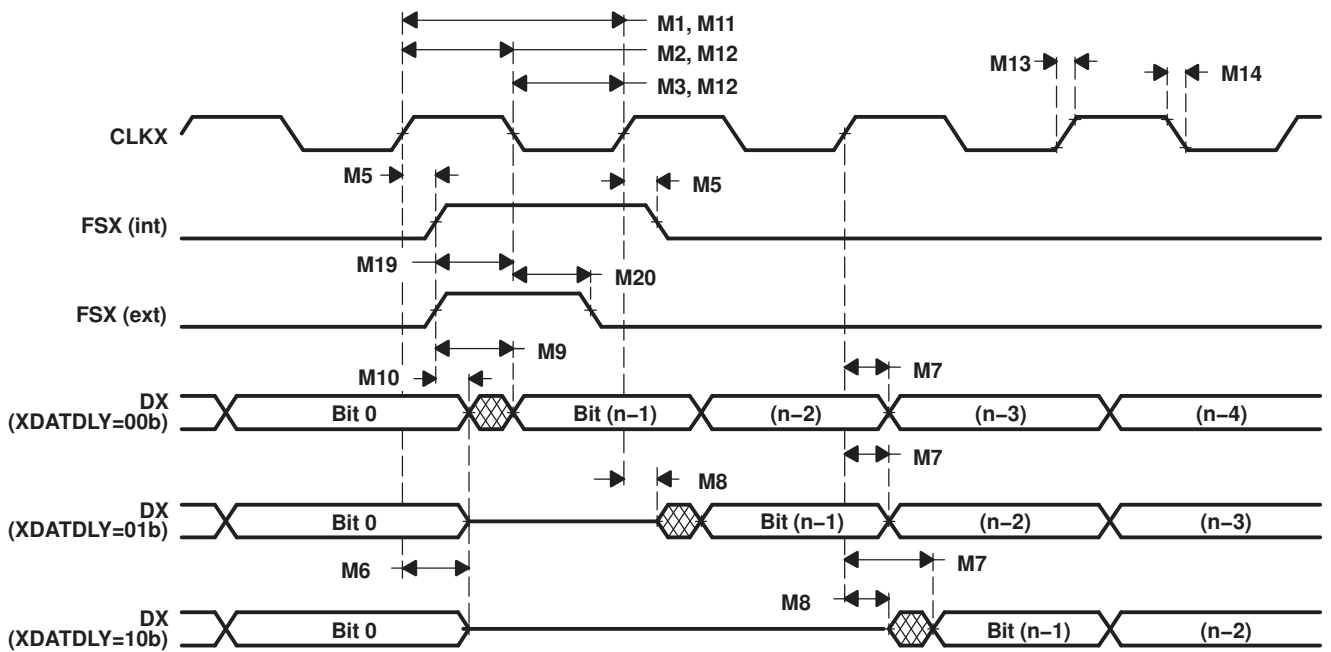 M1, M11
M2, M12
M3, M12
M13
M14
CLKX
M5
M5
FSX (int)
M19
M20
FSX (ext)
M9
M10
M7
DX
(XDATDLY=00b)
Bit 0
Bit (n−1)
(n−2)
(n−3)
(n−4)
M7
M8
DX
(XDATDLY=01b)
Bit 0
Bit (n−1)
(n−2)
(n−3)
M6
M7
M8
DX
(XDATDLY=10b)
Bit 0
Bit (n−1)
(n−2)